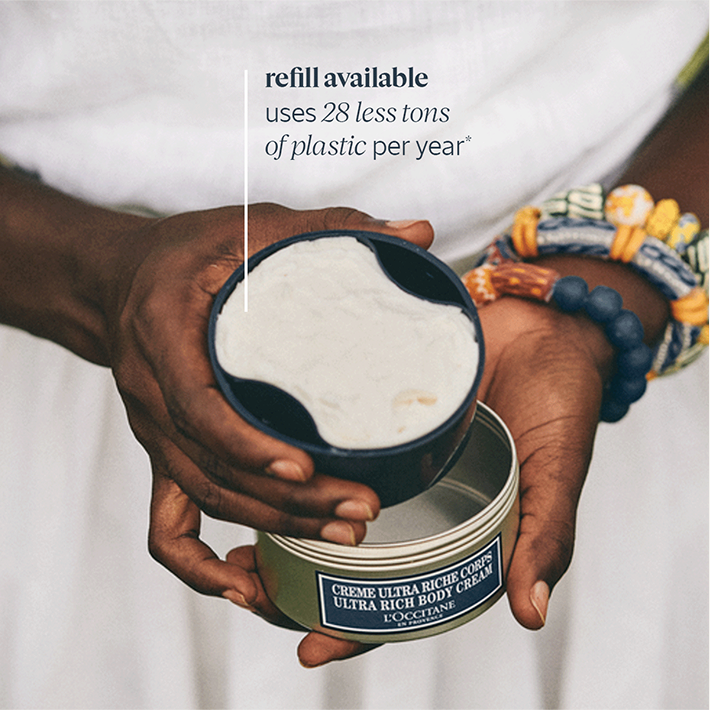 refill available
uses 28 less tons
of plastic per year*
CREME ULTRA RICHE CORPS
ULTRA RICH BODY CREAM
L'OCCITANE
EN PROVENCE